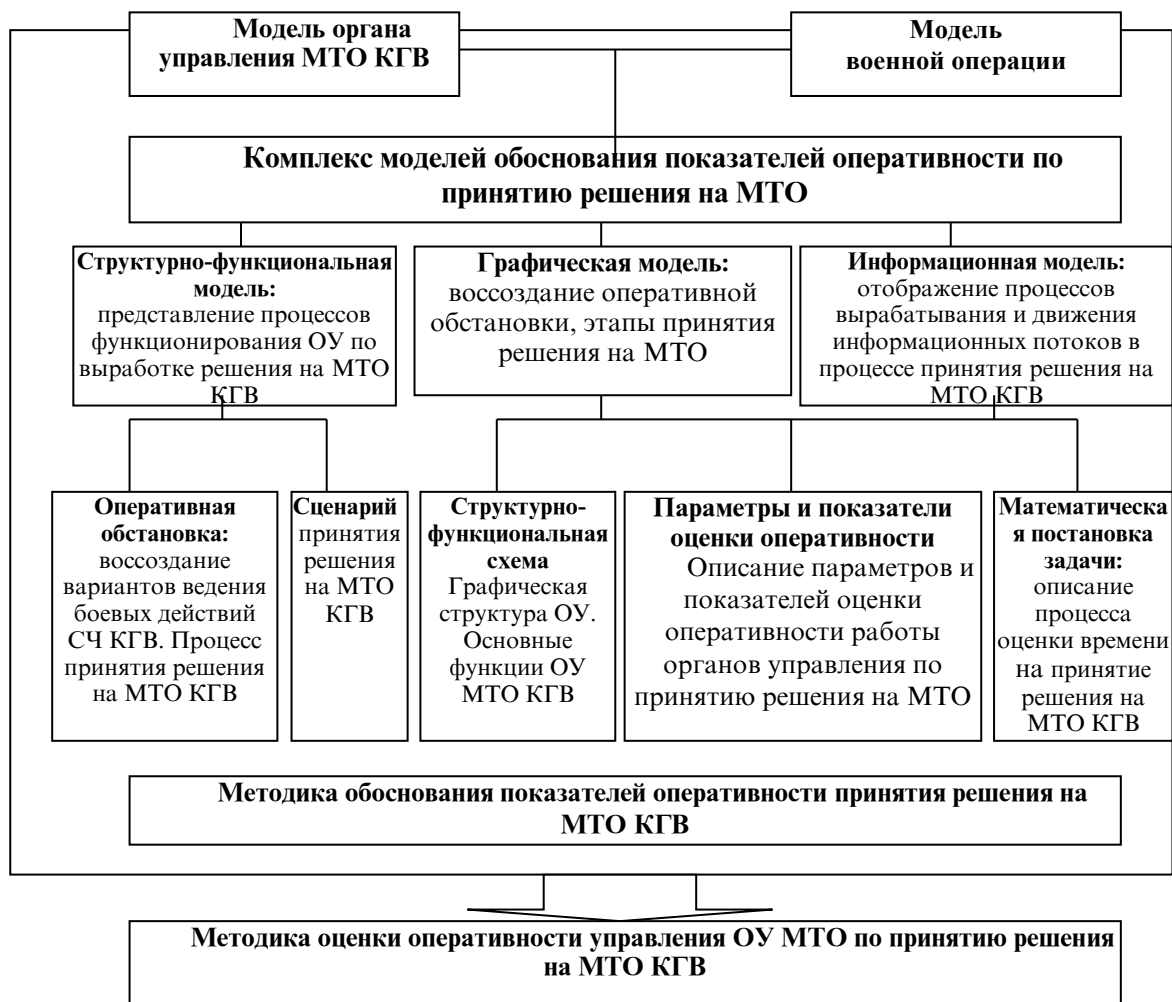 Модель органа
управления МТО КГВ
Модель
военной операции
Комплекс моделей обоснования показателей оперативности по
принятию решения на МТО
Структурно-функциональная
модель:
представление процессов
функционирования ОУ по
выработке решения на МТО
КГВ
Графическая модель:
воссоздание оперативной
обстановки, этапы принятия
решения на МТО
Информационная модель:
отображение процессов
вырабатывания и движения
информационных потоков в
процессе принятия решения на
МТО КГВ
Оперативная
обстановка:
воссоздание
вариантов ведения
боевых действий
СЧ КГВ. Процесс
принятия решения
на МТО КГВ
Сценарий
принятия
решения
на МТО
КГВ
Структурно-
функциональная
схема
Графическая
структура ОУ.
Основные
функции ОУ
МТО КГВ
Параметры и показатели
оценки оперативности
Описание параметров и
показателей оценки
оперативности работы
органов управления по
принятию решения на МТО
Математическа
я постановка
задачи:
описание
процесса
оценки времени
на принятие
решения на
МТО КГВ
Методика обоснования показателей оперативности принятия решения на
МТО КГВ
Методика оценки оперативности управления ОУ МТО по принятию решения
на МТО КГВ